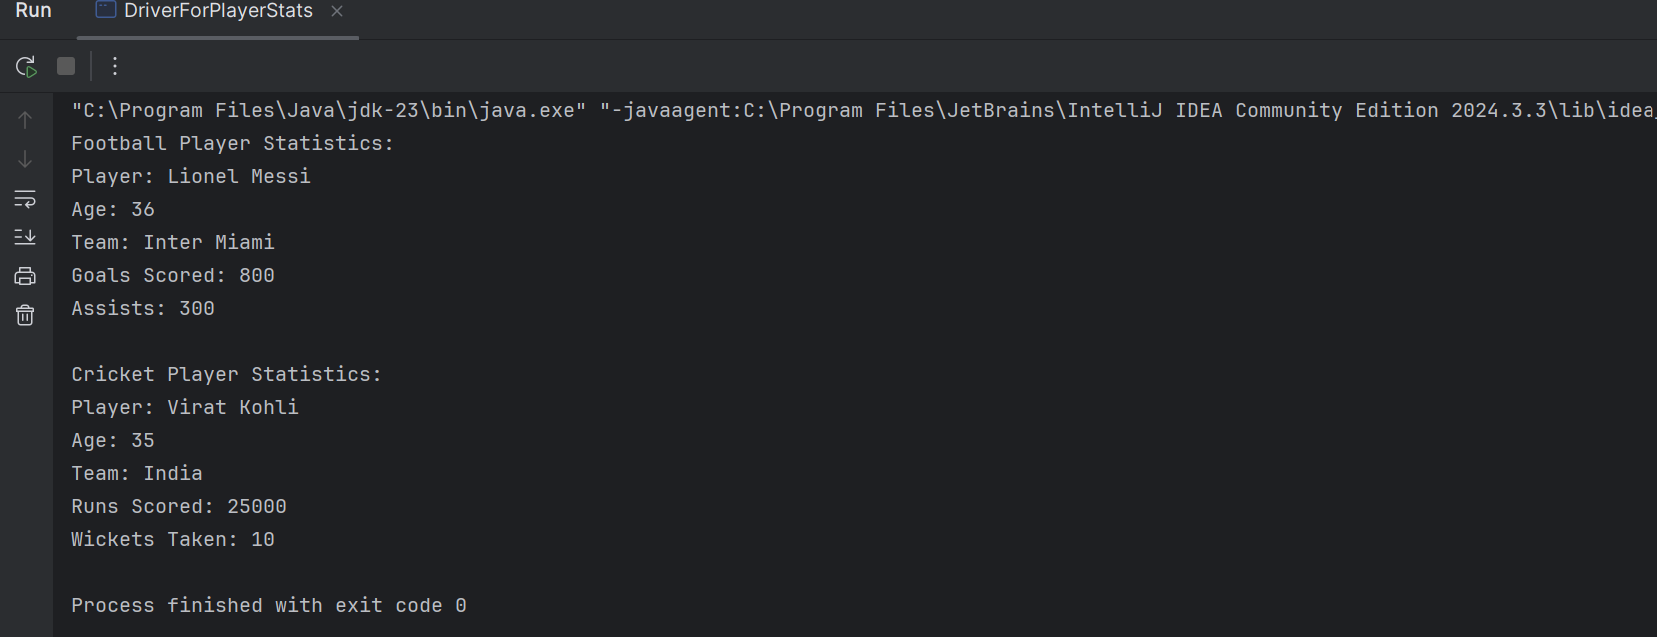 Run DriverForPlayerStats
"C:\Program Files\Java\jdk-23\bin\java.exe" "-javaagent:C:\Program Files\JetBrains\IntelliJ IDEA Community Edition 2024.3.3\lib\idea_
Football Player Statistics:
Player: Lionel Messi
Age: 36
Team: Inter Miami
Goals Scored: 800
Assists: 300
Cricket Player Statistics:
Player: Virat Kohli
Age: 35
Team: India
Runs Scored: 25000
Wickets Taken: 10
Process finished with exit code 0